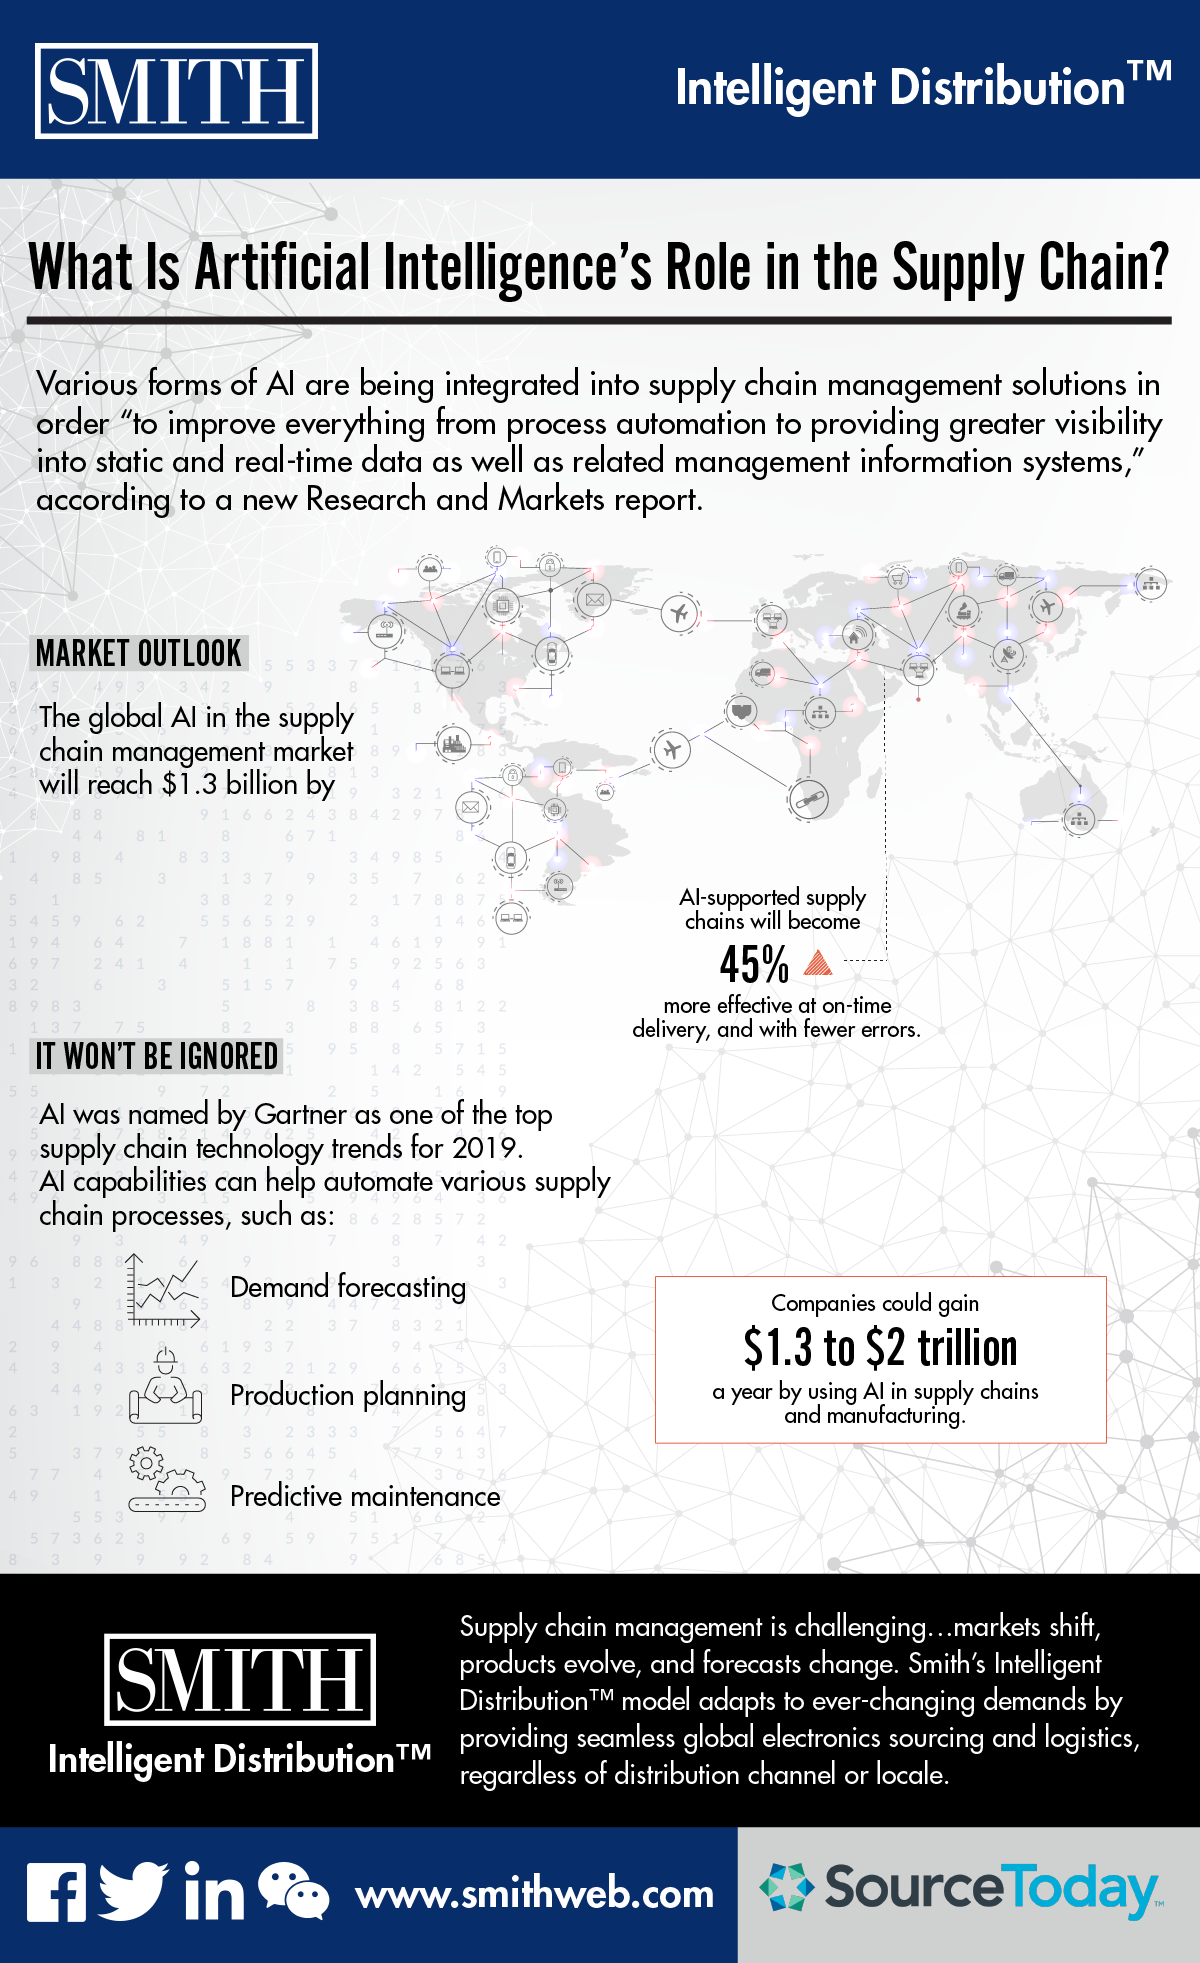 SMITH
Intelligent Distribution™
What Is Artificial Intelligence’s Role in the Supply Chain?
Various forms of AI are being integrated into supply chain management solutions in
order “to improve everything from process automation to providing greater visibility
into static and real-time data as well as related management information systems,”
according to a new Research and Markets report.
MARKET OUTLOOK
The global AI in the supply
chain management market
will reach $1.3 billion by
AI-supported supply
chains will become
45%
more effective at on-time
delivery, and with fewer errors.
IT WON’T BE IGNORED
AI was named by Gartner as one of the top
supply chain technology trends for 2019.
AI capabilities can help automate various supply
chain processes, such as:
Demand forecasting
Production planning
Predictive maintenance
Companies could gain
$1.3 to $2 trillion
a year by using AI in supply chains
and manufacturing.
SMITH
Intelligent Distribution™
Supply chain management is challenging…markets shift,
products evolve, and forecasts change. Smith’s Intelligent
Distribution™ model adapts to ever-changing demands by
providing seamless global electronics sourcing and logistics,
regardless of distribution channel or locale.
www.smithweb.com
SourceToday™